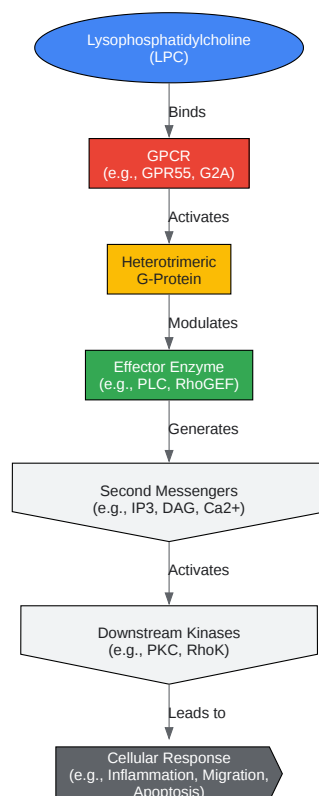 Lysophosphatidylcholine
(LPC)
Binds
GPCR
(e.g., GPR55, G2A)
Activates
Heterotrimeric
G-Protein
Modulates
Effector Enzyme
(e.g., PLC, RhoGEF)
Generates
Second Messengers
(e.g., IP3, DAG, Ca2+)
Activates
Downstream Kinases
(e.g., PKC, RhoK)
Leads to
Cellular Response
(e.g., Inflammation, Migration,
Apoptosis)